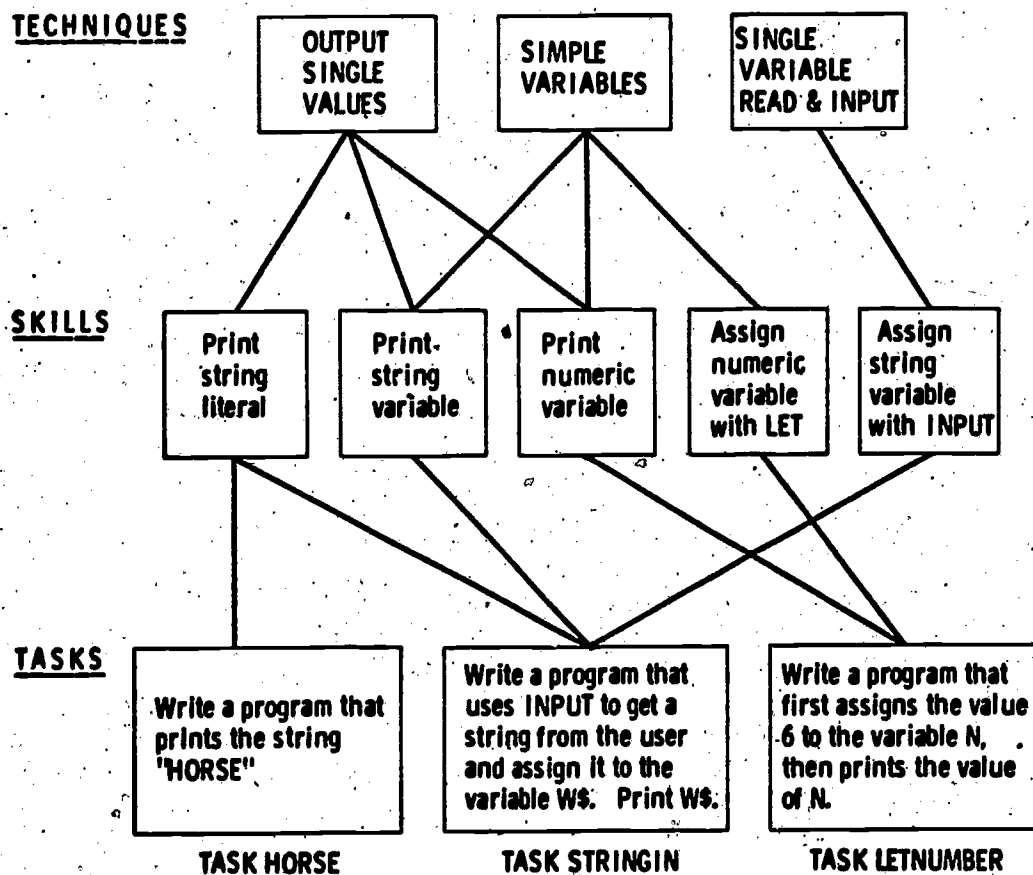 TECHNIQUES
OUTPUT
SINGLE
VALUES
SIMPLE
VARIABLES
SINGLE
VARIABLE
READ & INPUT
SKILLS
Print
string
literal
Print
string
variable
Print
numeric
variable
Assign
numeric
variable
with LET
Assign
string
variable
with INPUT
TASKS
Write a program that
prints the string
"HORSE"
Write a program that
uses INPUT to get a
string from the user
and assign it to the
variable W$. Print W$.
Write a program that
first assigns the value
6 to the variable N,
then prints the value
of N.
TASK HORSE
TASK STRINGIN
TASK LETNUMBER